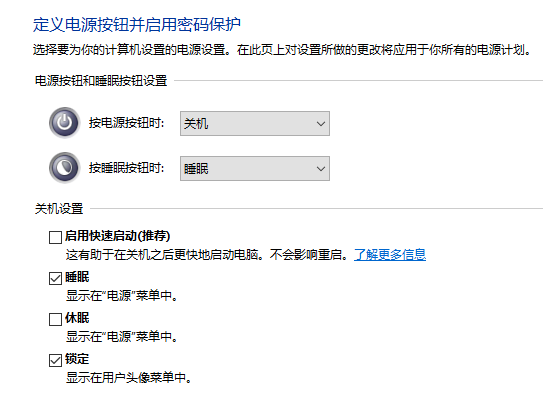 定义电源按钮并启用密码保护
选择要为你的计算机设置的电源设置。在此页上对设置所做的更改将应用于你所有的电源计划。
电源按钮和睡眠按钮设置
按电源按钮时: 关机
按睡眠按钮时: 睡眠
关机设置
启用快速启动(推荐)
这有助于在关机之后更快地启动电脑。不会影响重启。了解更多信息
睡眠
显示在“电源”菜单中。
休眠
显示在“电源”菜单中。
锁定
显示在用户头像菜单中。